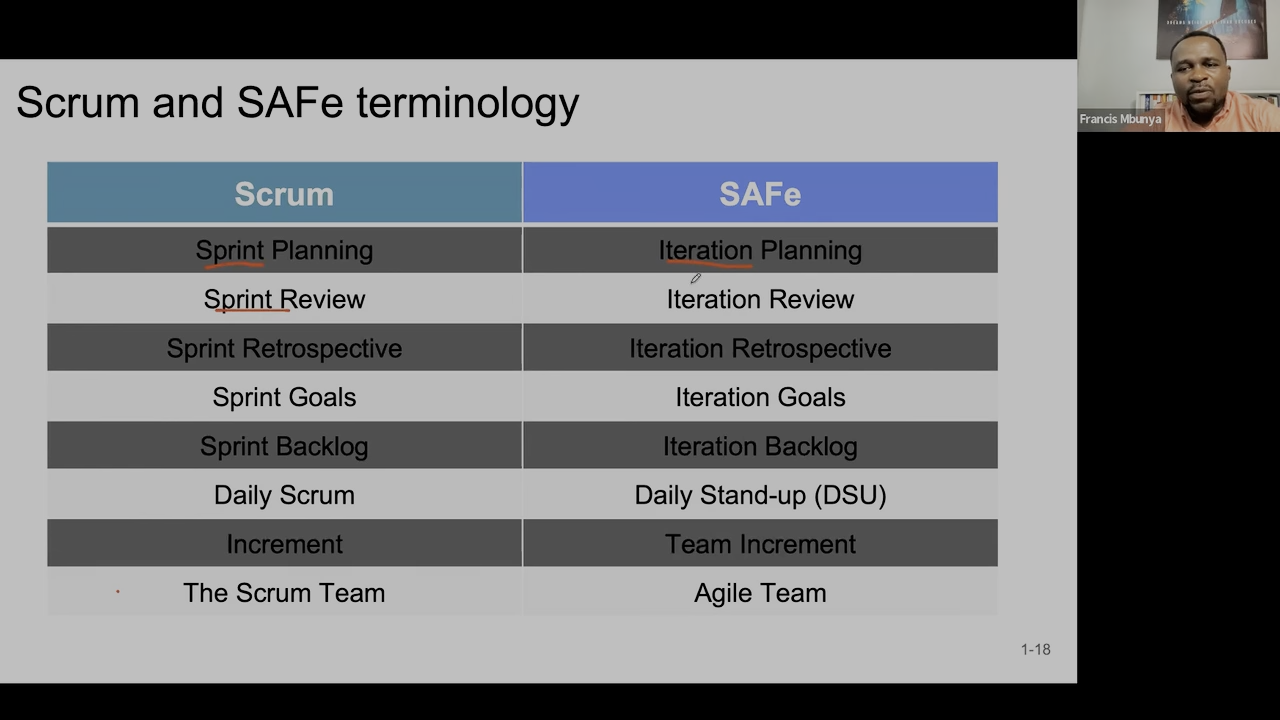 Scrum and SAFe terminology
Scrum SAFe
Sprint Planning Iteration Planning
Sprint Review Iteration Review
Sprint Retrospective Iteration Retrospective
Sprint Goals Iteration Goals
Sprint Backlog Iteration Backlog
Daily Scrum Daily Stand-up (DSU)
Increment Team Increment
The Scrum Team Agile Team
1-18
Francis Mbunya